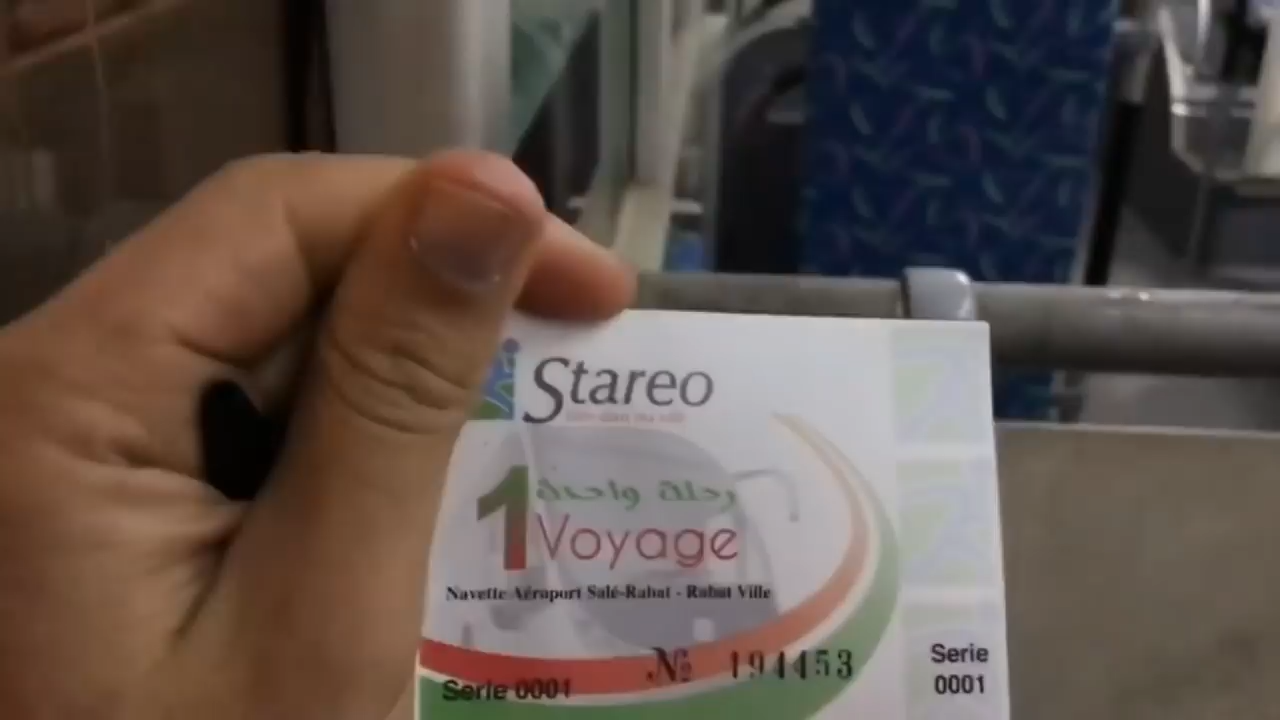 Stareo
رحلة واحدة
1 Voyage
Navette Aéroport Salé-Rabat - Rabat Ville
№ 194453
Serie 0001
Serie
0001